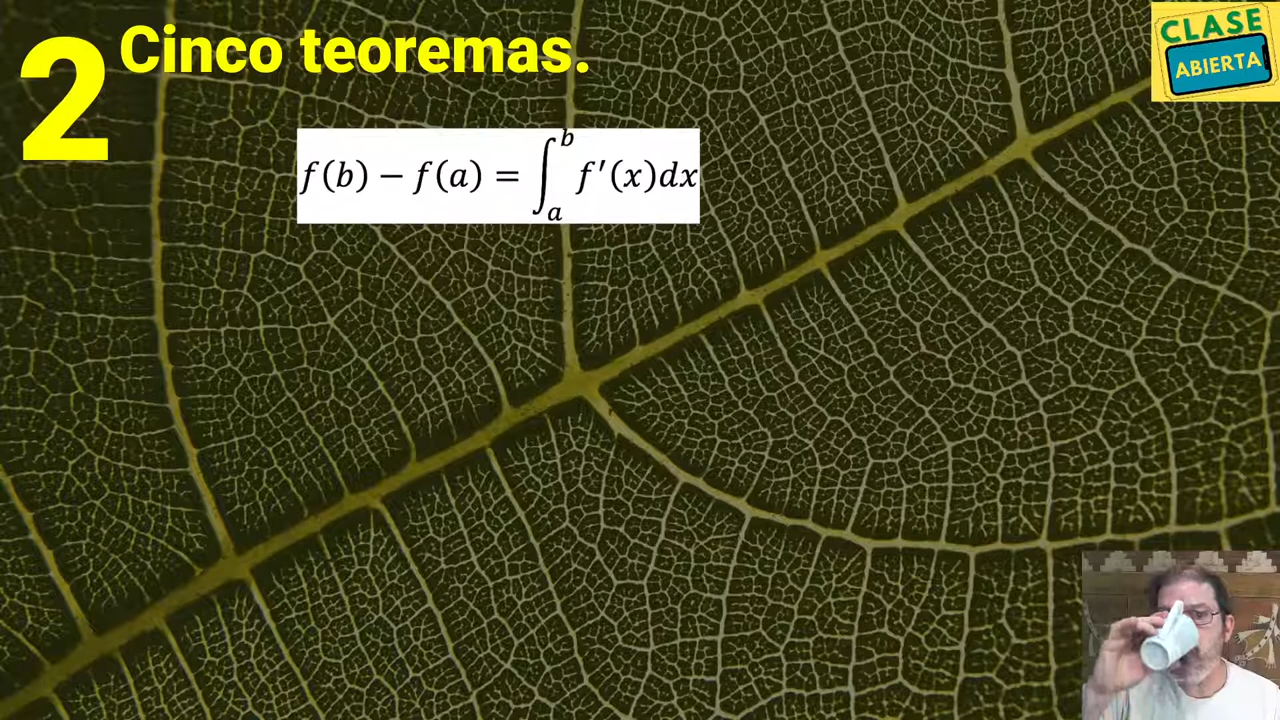 2
Cinco teoremas.
f(b) − f(a) = ∫_a^b f′(x)dx
CLASE
ABIERTA